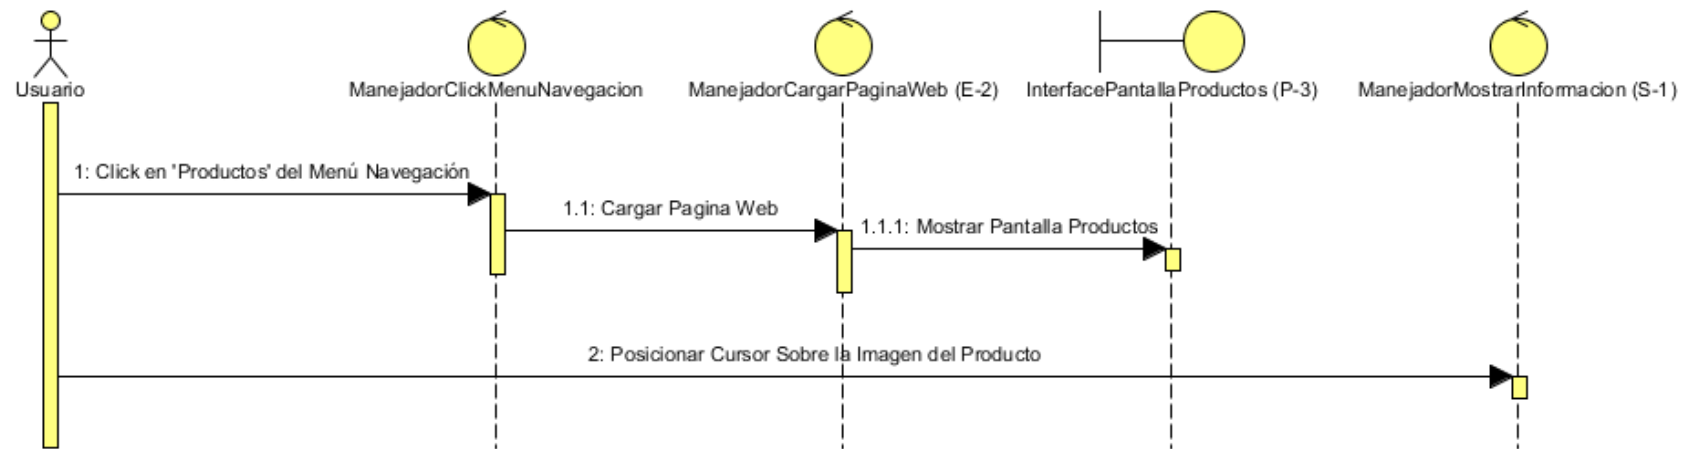 Usuario
ManejadorClickMenuNavegacion
ManejadorCargarPaginaWeb (E-2)
InterfacePantallaProductos (P-3)
ManejadorMostrarInformacion (S-1)
1: Click en 'Productos' del Menú Navegación
1.1: Cargar Pagina Web
1.1.1: Mostrar Pantalla Productos
2: Posicionar Cursor Sobre la Imagen del Producto